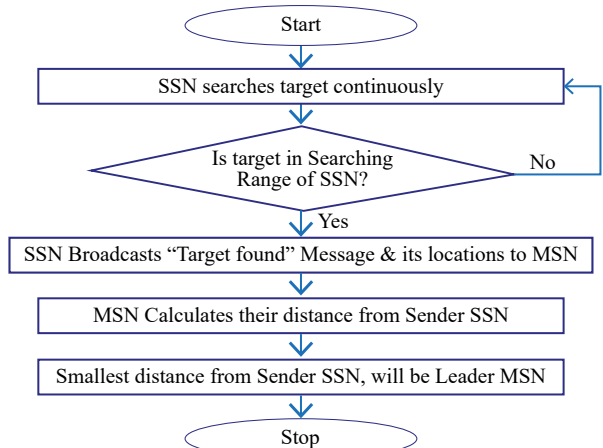 Start
SSN searches target continuously
Is target in Searching
Range of SSN?
No
Yes
SSN Broadcasts “Target found” Message & its locations to MSN
MSN Calculates their distance from Sender SSN
Smallest distance from Sender SSN, will be Leader MSN
Stop